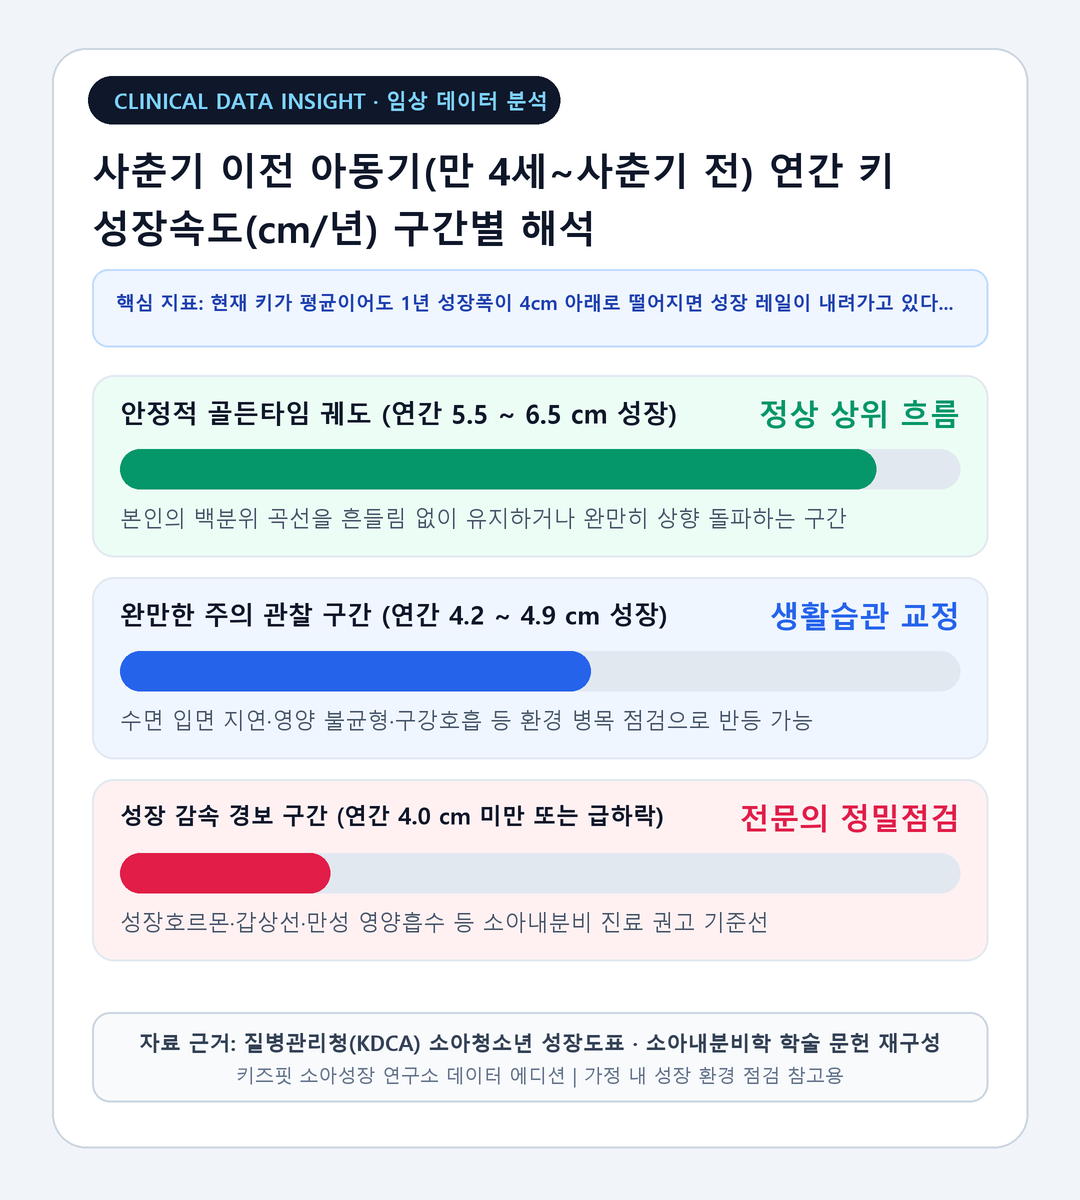 CLINICAL DATA INSIGHT · 임상 데이터 분석
사춘기 이전 아동기(만 4세~사춘기 전) 연간 키
성장속도(cm/년) 구간별 해석
핵심 지표: 현재 키가 평균이어도 1년 성장폭이 4cm 아래로 떨어지면 성장 레일이 내려가고 있다...
안정적 골든타임 궤도 (연간 5.5 ~ 6.5 cm 성장)
정상 상위 흐름
본인의 백분위 곡선을 흔들림 없이 유지하거나 완만히 상향 돌파하는 구간
완만한 주의 관찰 구간 (연간 4.2 ~ 4.9 cm 성장)
생활습관 교정
수면 입면 지연·영양 불균형·구강호흡 등 환경 병목 점검으로 반등 가능
성장 감속 경보 구간 (연간 4.0 cm 미만 또는 급하락)
전문의 정밀점검
성장호르몬·갑상선·만성 영양흡수 등 소아내분비 진료 권고 기준선
자료 근거: 질병관리청(KDCA) 소아청소년 성장도표 · 소아내분비학 학술 문헌 재구성
키즈핏 소아성장 연구소 데이터 에디션 | 가정 내 성장 환경 점검 참고용